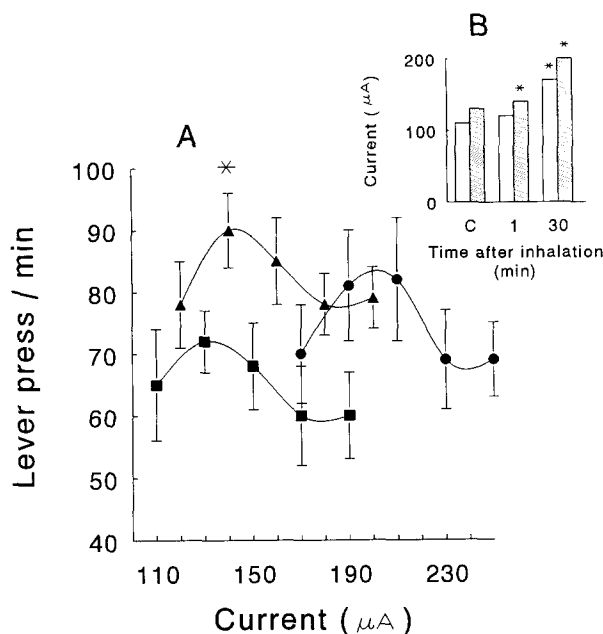 B
200
100
0
Current (μA)
*
*
*
C 1 30
Time after inhalation
(min)
A
*
100
90
80
70
60
50
40
Lever press / min
110 150 190 230
Current (μA)